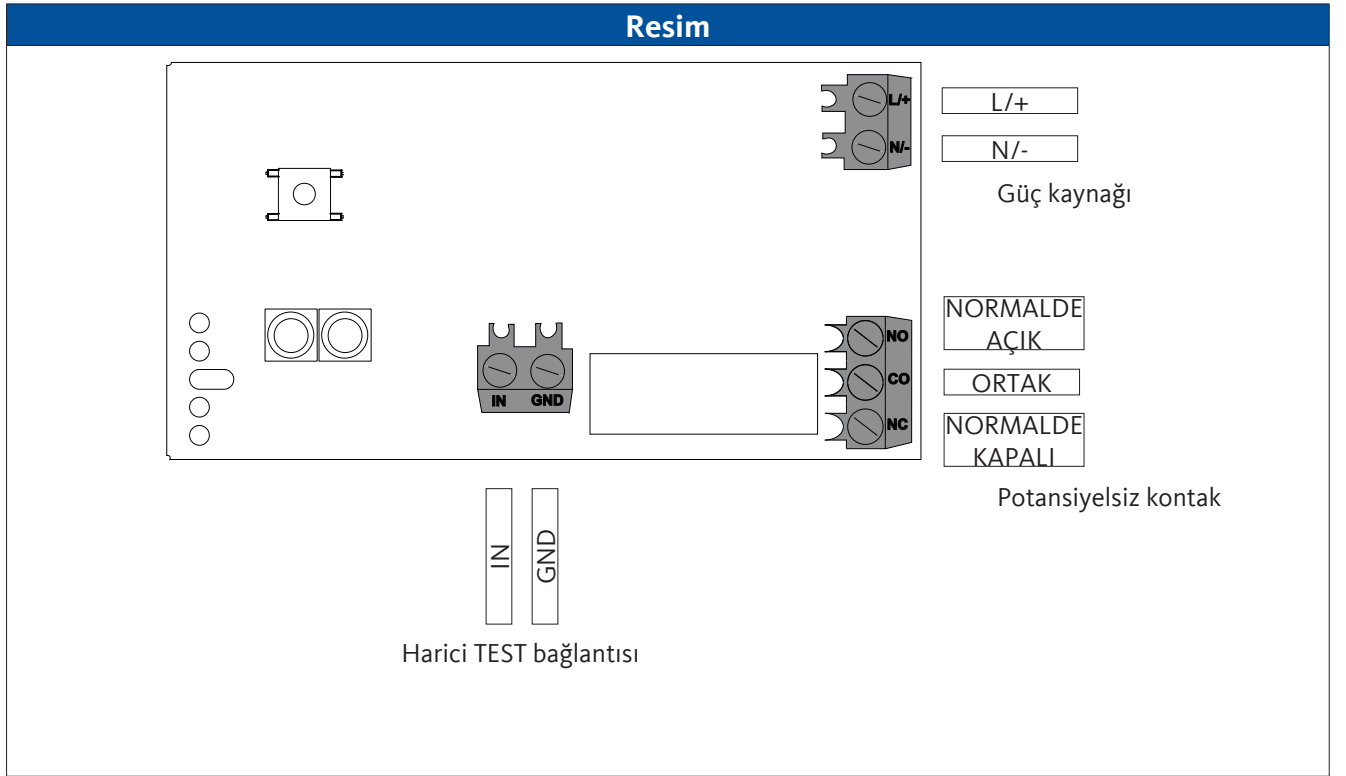 Resim
L/+
L/+
N/-
N/-
Güç kaynağı
NO
NORMALDE
AÇIK
CO
ORTAK
NC
NORMALDE
KAPALI
Potansiyelsiz kontak
IN GND
IN
GND
Harici TEST bağlantısı